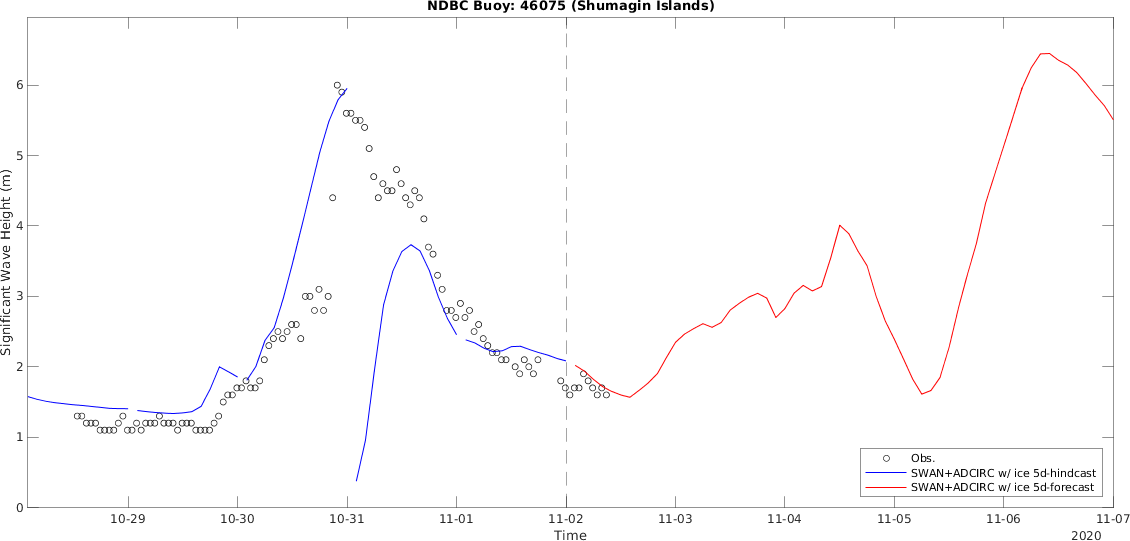 NDBC Buoy: 46075 (Shumagin Islands)
Significant Wave Height (m)
6
5
4
3
2
1
0
Obs.
SWAN+ADCIRC w/ ice 5d-hindcast
SWAN+ADCIRC w/ ice 5d-forecast
10-29 10-30 10-31 11-01 11-02 11-03 11-04 11-05 11-06 11-07
Time
2020